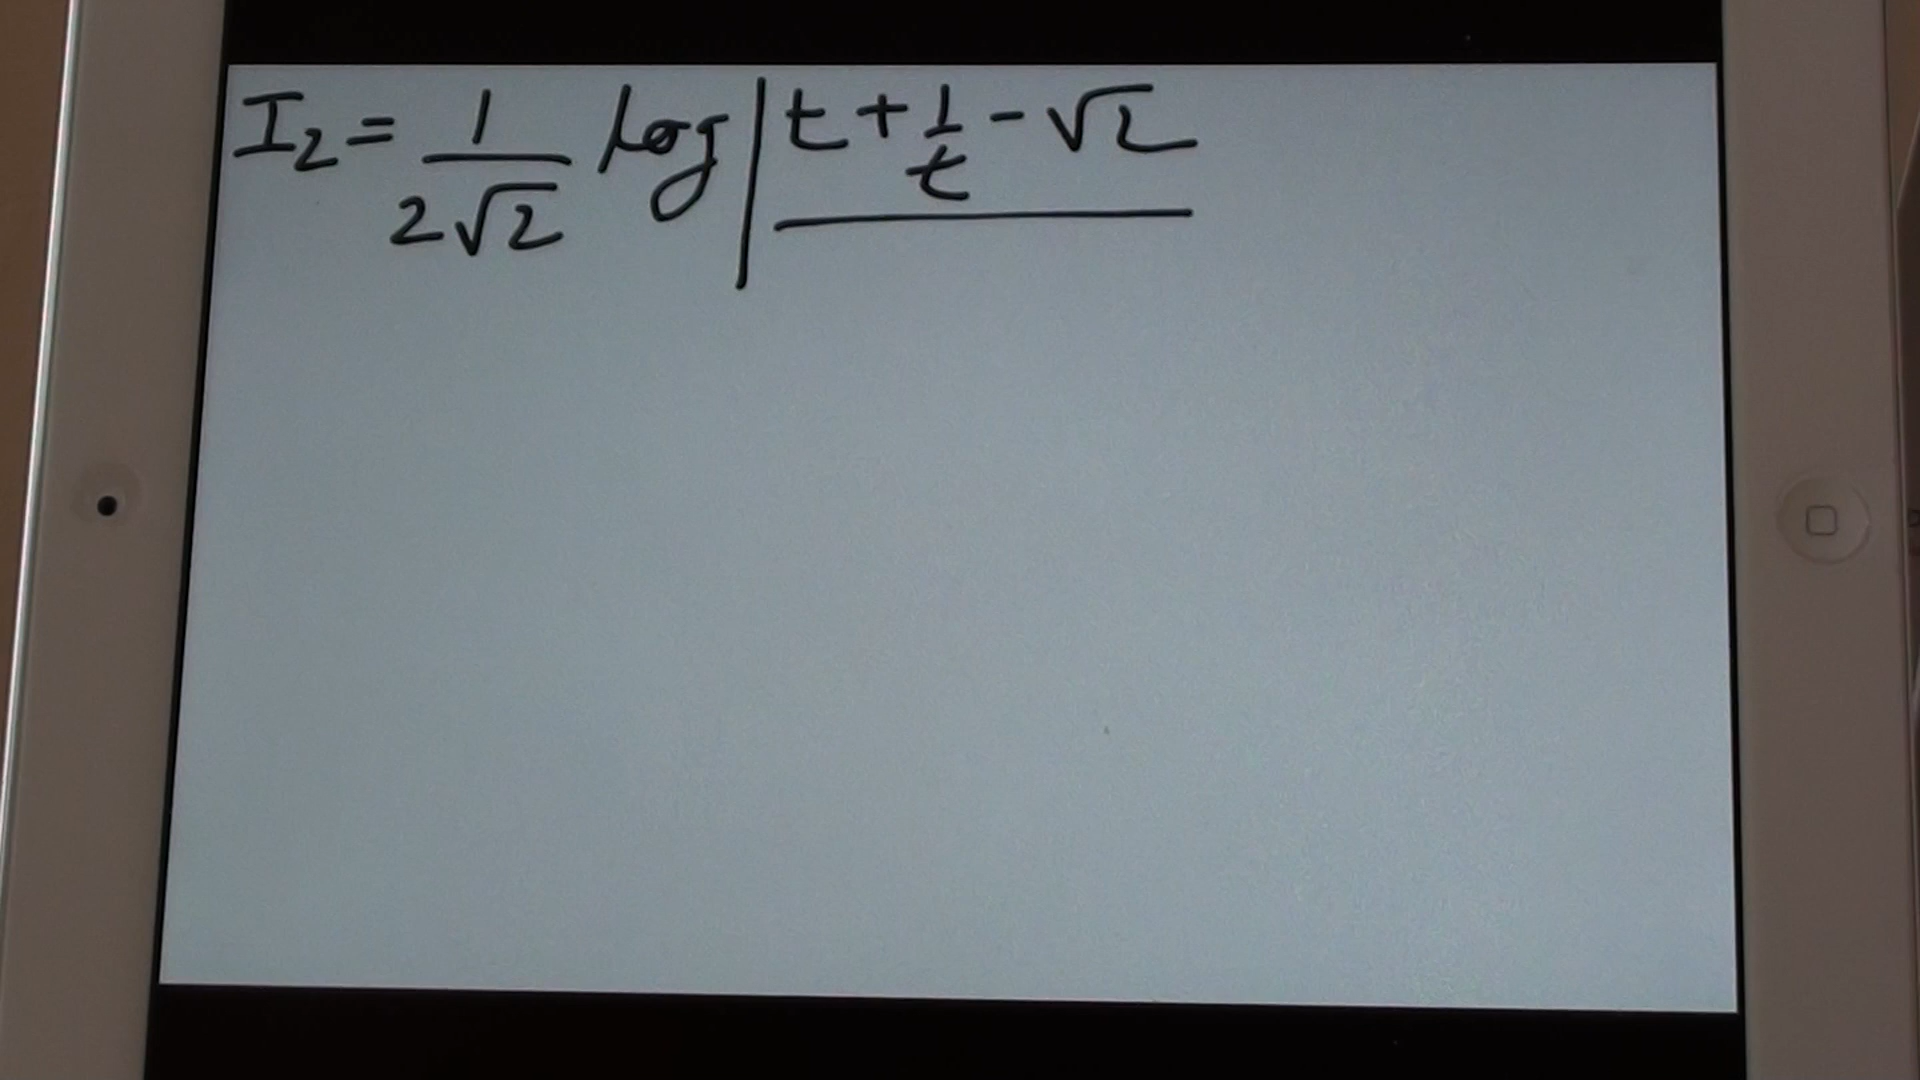 I₂ = 1/(2√2) log | (t + 1/t - √2)/